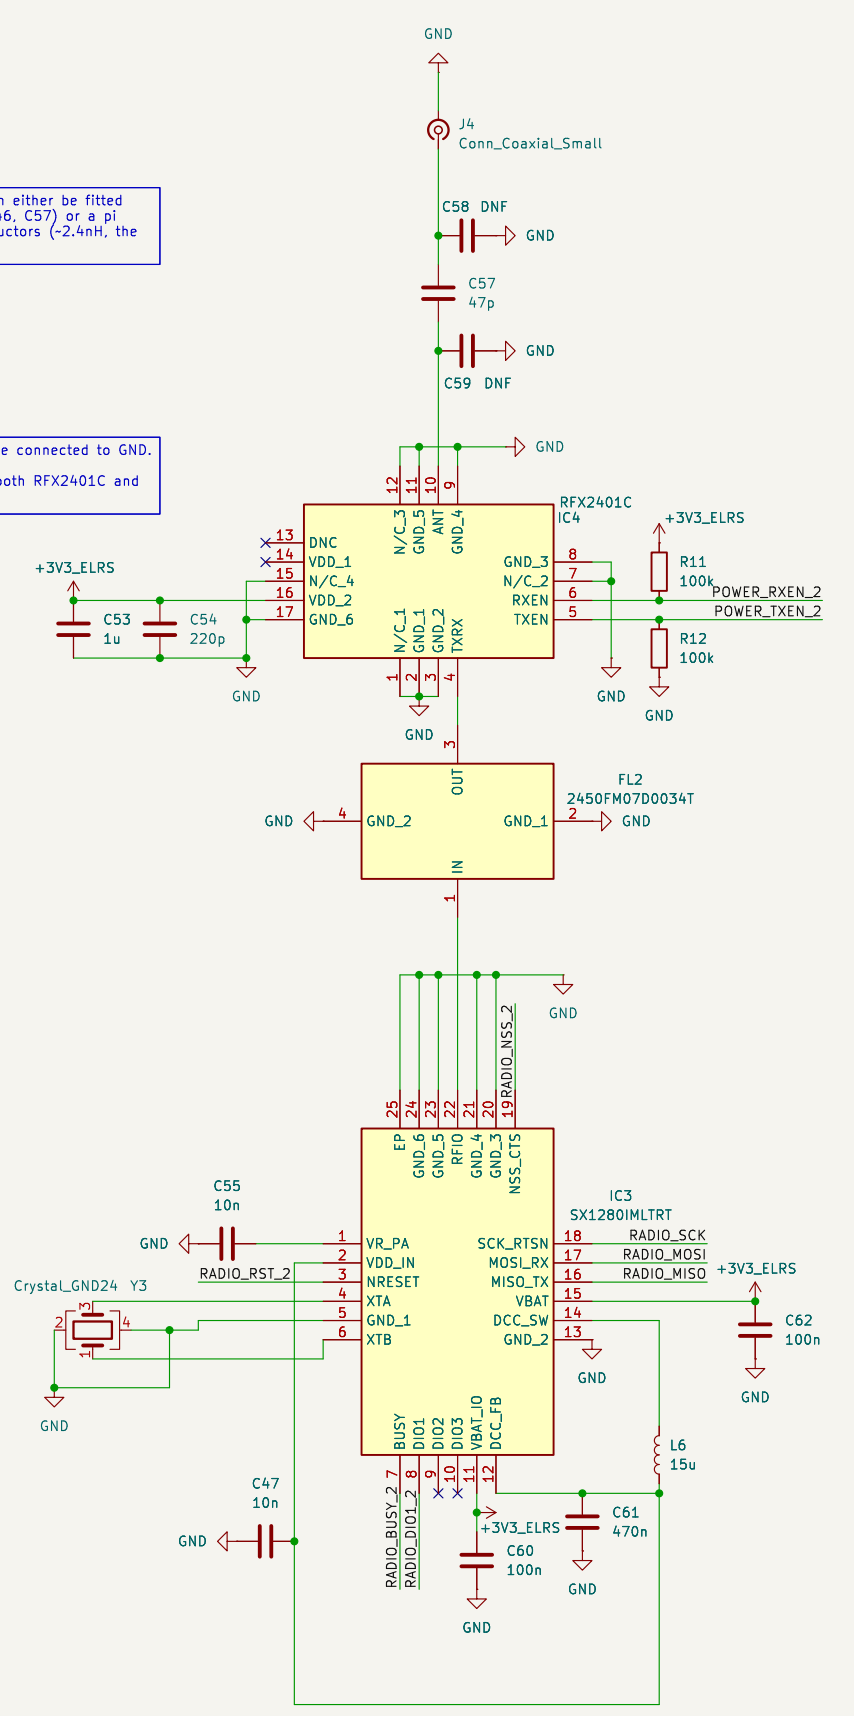 GND
J4
Conn_Coaxial_Small
n either be fitted
46, C57) or a pi
uctors (~2.4nH, the
C58 DNF
GND
C57
47p
GND
C59 DNF
e connected to GND.
both RFX2401C and
GND
12
11
10
9
RFX2401C
IC4
N/C_3
GND_5
ANT
GND_4
+3V3_ELRS
13
DNC
14
VDD_1
GND_3
8
R11
100k
+3V3_ELRS
15
N/C_4
N/C_2
7
16
VDD_2
RXEN
6
POWER_RXEN_2
17
GND_6
TXEN
5
POWER_TXEN_2
C53
1u
C54
220p
R12
100k
N/C_1
GND_1
GND_2
TXRX
1
2
3
4
GND
GND
GND
GND
3
OUT
FL2
2450FM07D0034T
GND
4
GND_2
GND_1
2
GND
IN
1
GND
RADIO_NSS_2
25
24
23
22
21
20
19
EP
GND_6
GND_5
RFIO
GND_4
GND_3
NSS_CTS
C55
10n
IC3
SX1280IMLTRT
GND
1
VR_PA
SCK_RTSN
18
RADIO_SCK
2
VDD_IN
MOSI_RX
17
RADIO_MOSI
RADIO_RST_2
3
NRESET
MISO_TX
16
RADIO_MISO
+3V3_ELRS
Crystal_GND24 Y3
4
XTA
VBAT
15
5
GND_1
DCC_SW
14
6
XTB
GND_2
13
3
2
4
1
C62
100n
GND
GND
GND
BUSY
DIO1
DIO2
DIO3
VBAT_IO
DCC_FB
7
8
9
10
11
12
L6
15u
C47
10n
RADIO_BUSY_2
RADIO_DIO1_2
+3V3_ELRS
C61
470n
GND
C60
100n
GND
GND